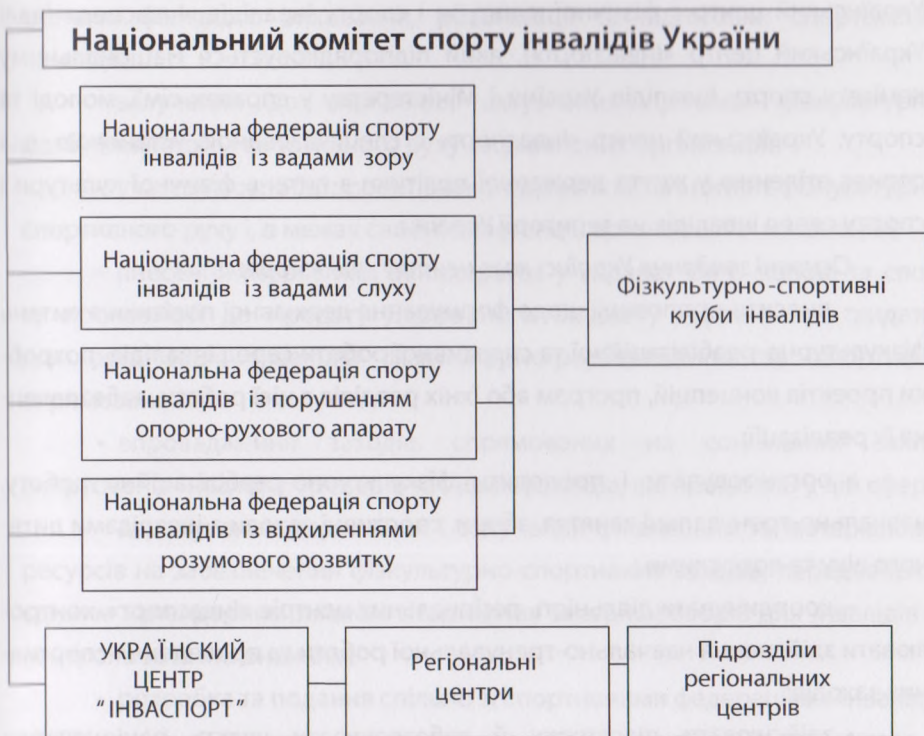 Національний комітет спорту інвалідів України
Національна федерація спорту
інвалідів із вадами зору
Національна федерація спорту
інвалідів із вадами слуху
Фізкультурно-спортивні
клуби інвалідів
Національна федерація спорту
інвалідів із порушенням
опорно-рухового апарату
Національна федерація спорту
інвалідів із відхиленнями
розумового розвитку
УКРАЇНСКИЙ
ЦЕНТР
"ІНВАСПОРТ"
Регіональні
центри
Підрозділи
регіональних
центрів